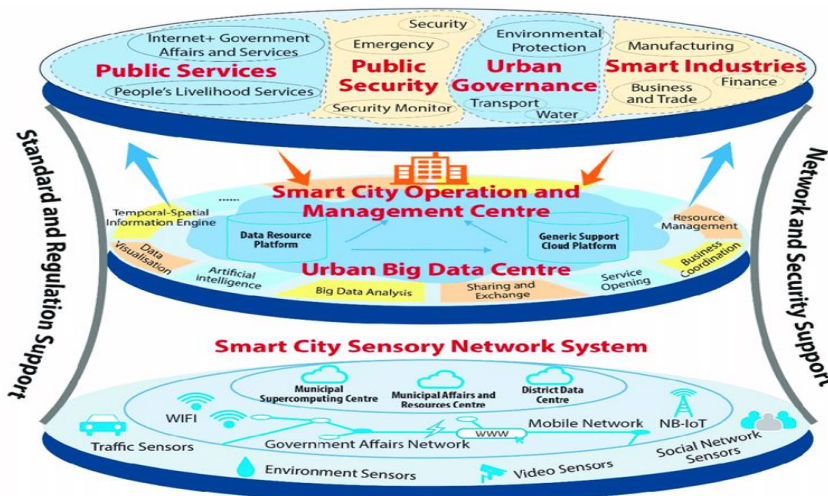 Security
Internet+ Government
Affairs and Services
Emergency
Environmental
Protection
Manufacturing
Public Services
Public
Security
Urban
Governance
Smart Industries
Finance
People's Livelihood Services
Security Monitor
Transport
Water
Business
and Trade
Standard and Regulation Support
Network and Security Support
......
Smart City Operation and
Management Centre
Temporal-Spatial
Information Engine
Data Resource
Platform
Generic Support
Cloud Platform
Resource
Management
Data
Visualisation
Urban Big Data Centre
Business
Coordination
Artificial
intelligence
Big Data Analysis
Sharing and
Exchange
Service
Opening
Smart City Sensory Network System
Municipal
Supercomputing Centre
Municipal Affairs and
Resources Centre
District Data
Centre
WIFI
Mobile Network
NB-IoT
WWW
Traffic Sensors
Government Affairs Network
Social Network
Sensors
Environment Sensors
Video Sensors